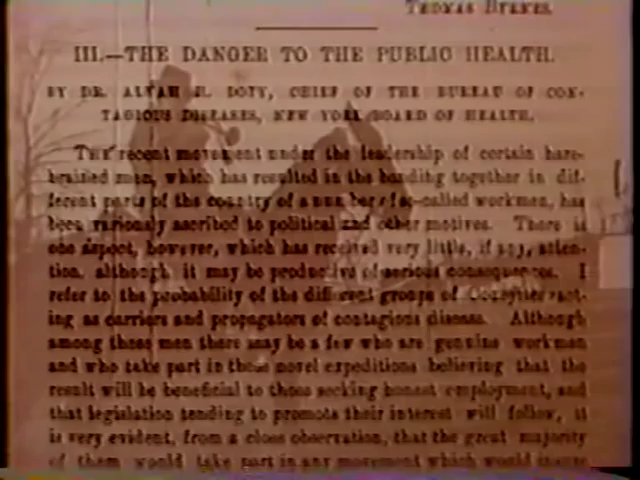 THOMAS BYRNES.
III.—THE DANGER TO THE PUBLIC HEALTH.
BY DR. ALVAH H. DOTY, CHIEF OF THE BUREAU OF CON-
TAGIOUS DISEASES, NEW YORK BOARD OF HEALTH.
THE recent movement under the leadership of certain hare-
brained men, which has resulted in the banding together in dif-
ferent parts of the country of a number of so-called workmen, has
been variously ascribed to political and other motives. There is
one aspect, however, which has received very little, if any, atten-
tion, although it may be productive of serious consequences. I
refer to the probability of the different groups of Coxeyites act-
ing as carriers and propagators of contagious disease. Although
among these men there may be a few who are genuine workmen
and who take part in these novel expeditions believing that the
result will be beneficial to those seeking honest employment, and
that legislation tending to promote their interest will follow, it
is very evident, from a close observation, that the great majority
of them would take part in any movement which would